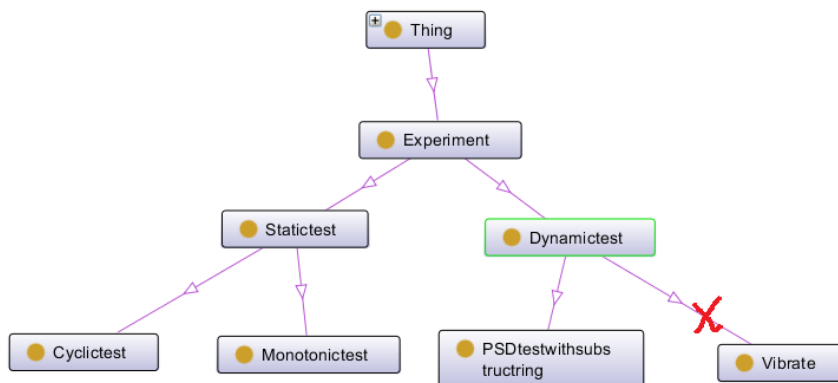 Thing
Experiment
Statictest
Dynamictest
Cyclictest
Monotonictest
PSDtestwithsubs
tructring
Vibrate